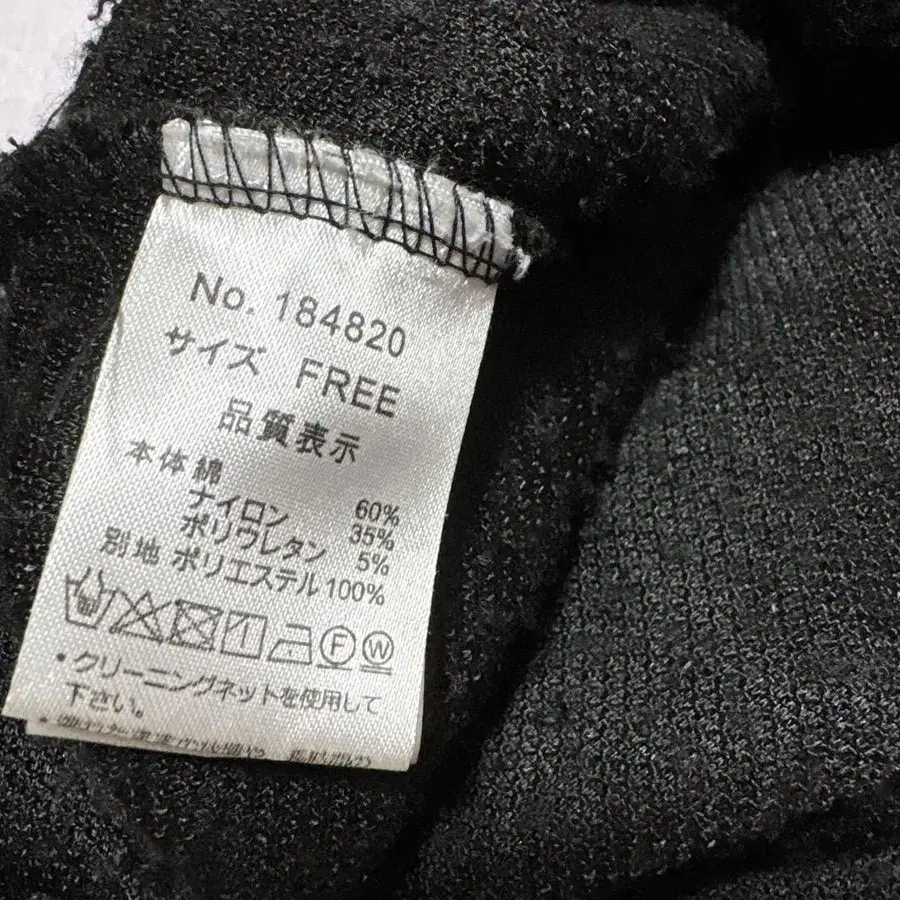 No. 184820
サイズ FREE
品質表示
本体 綿 60%
ナイロン 35%
ポリウレタン 5%
別地 ポリエステル 100%
F W
・クリーニングネットを使用して
下さい。